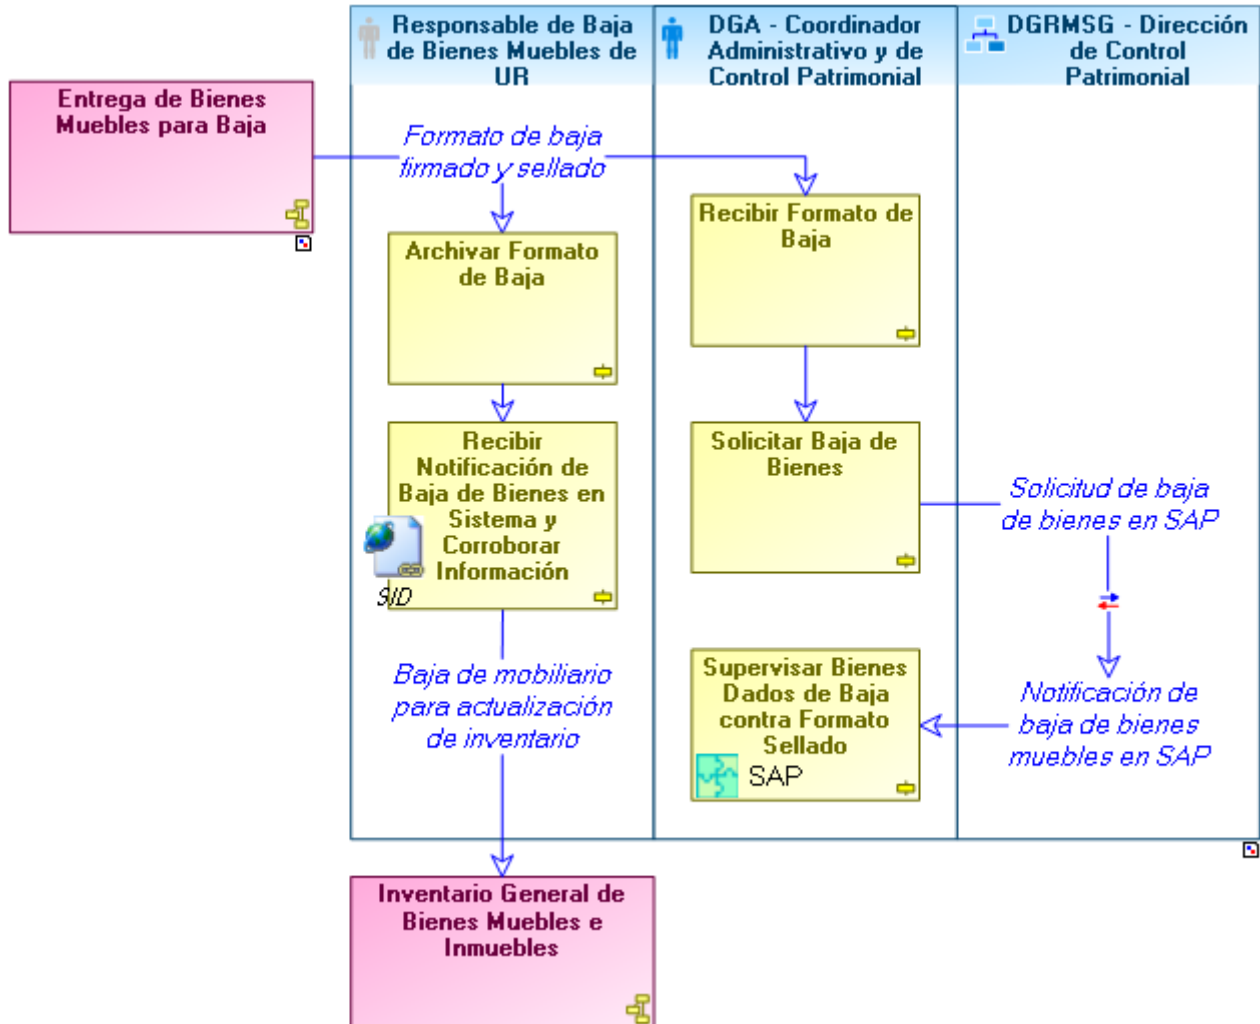 Responsable de Baja
de Bienes Muebles de
UR
DGA - Coordinador
Administrativo y de
Control Patrimonial
DGRMSG - Dirección
de Control
Patrimonial
Entrega de Bienes
Muebles para Baja
Formato de baja
firmado y sellado
Archivar Formato
de Baja
Recibir Formato de
Baja
Recibir
Notificación de
Baja de Bienes en
Sistema y
Corroborar
Información
SID
Solicitar Baja de
Bienes
Solicitud de baja
de bienes en SAP
Baja de mobiliario
para actualización
de inventario
Supervisar Bienes
Dados de Baja
contra Formato
Sellado
SAP
Notificación de
baja de bienes
muebles en SAP
Inventario General de
Bienes Muebles e
Inmuebles